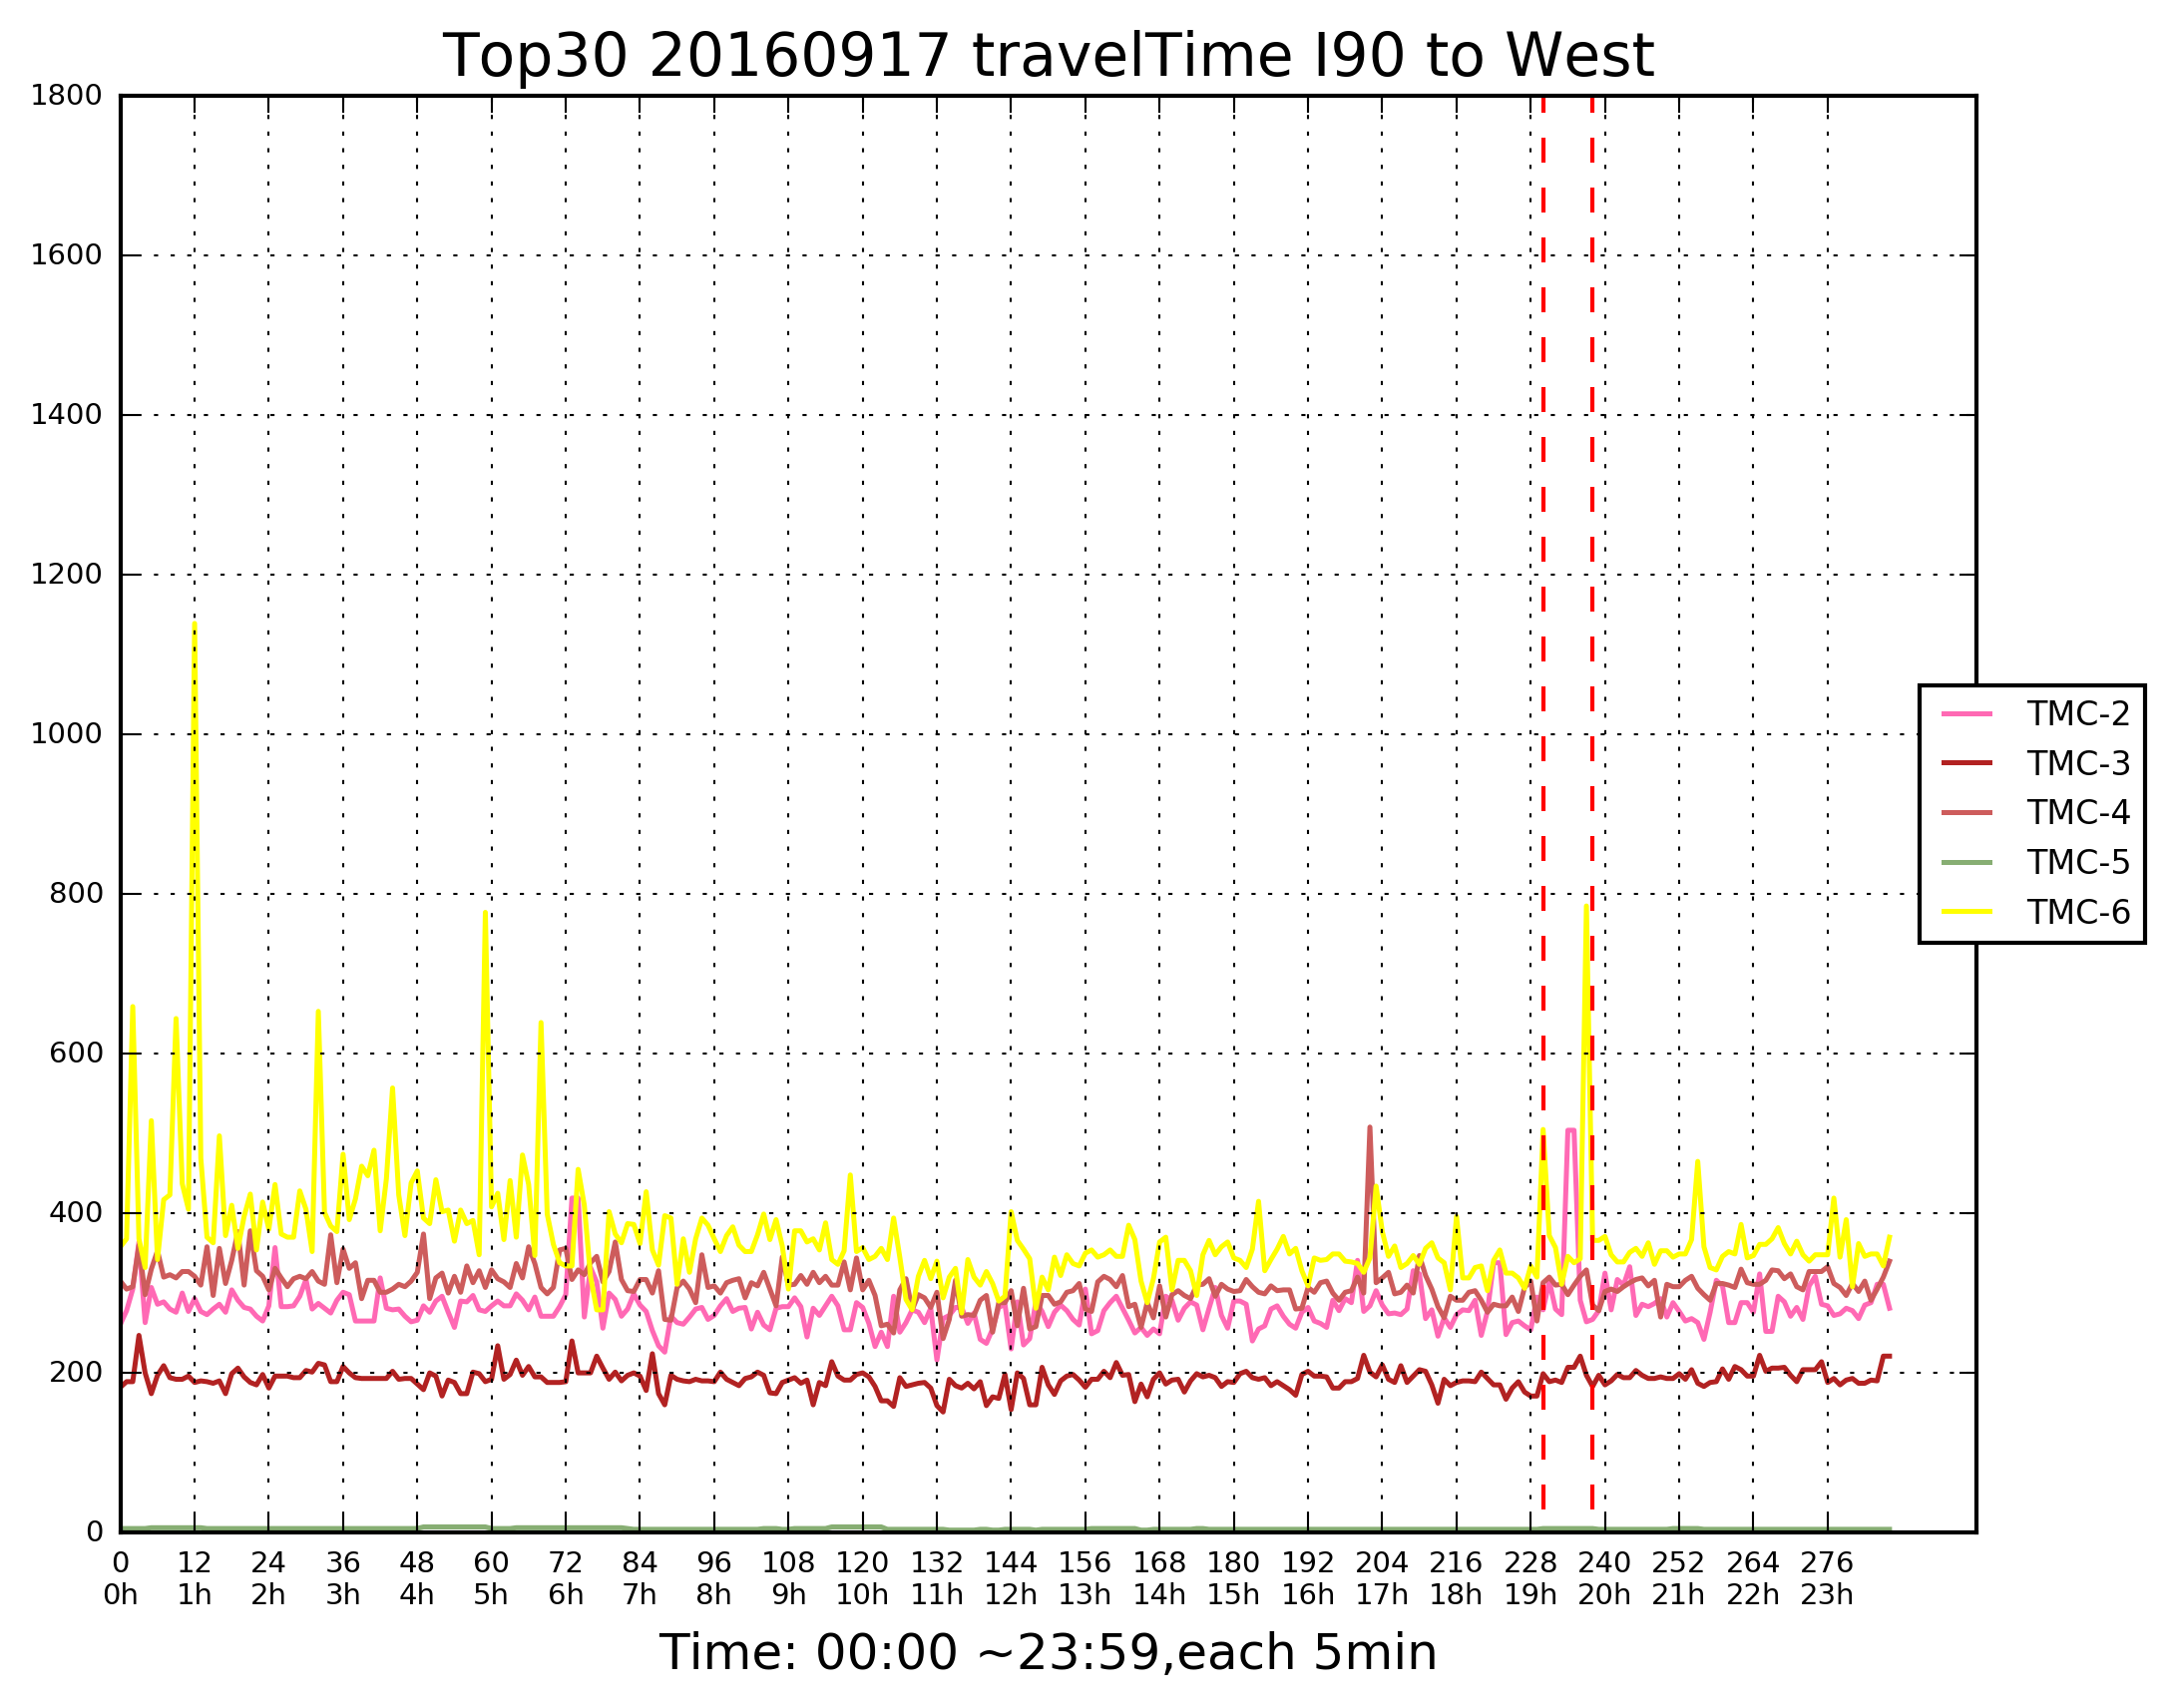 Top30 20160917 travelTime I90 to West
1800
1600
1400
1200
1000
800
600
400
200
0
TMC-2
TMC-3
TMC-4
TMC-5
TMC-6
0 12 24 36 48 60 72 84 96 108 120 132 144 156 168 180 192 204 216 228 240 252 264 276
0h 1h 2h 3h 4h 5h 6h 7h 8h 9h 10h 11h 12h 13h 14h 15h 16h 17h 18h 19h 20h 21h 22h 23h
Time: 00:00 ~23:59,each 5min